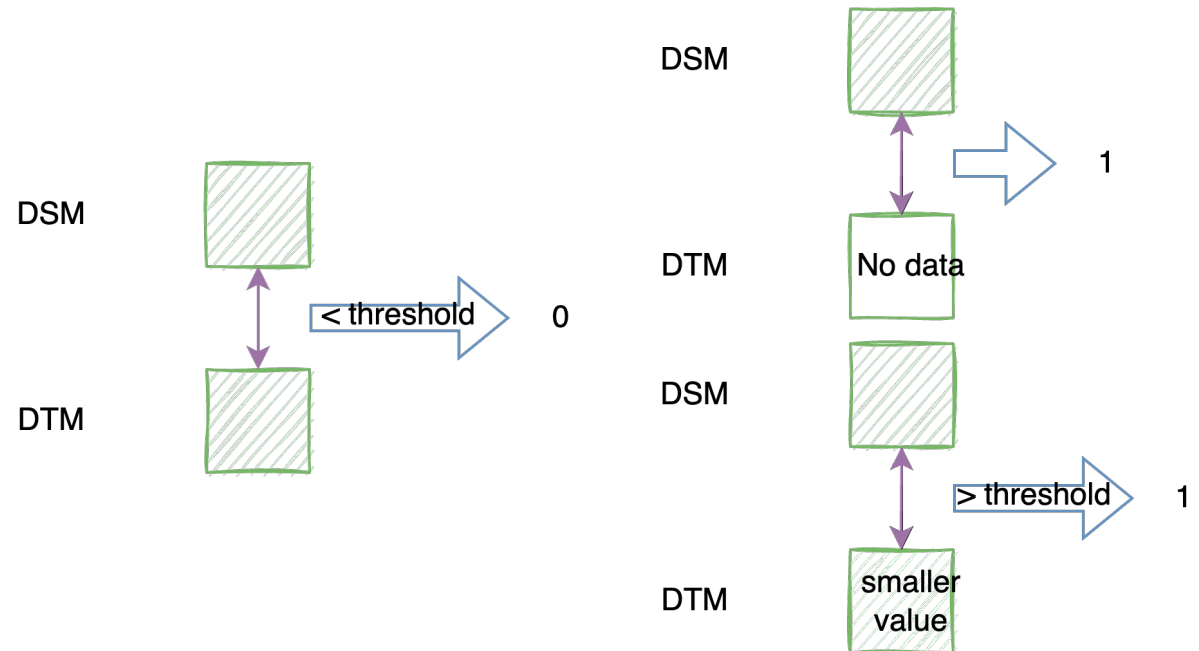 DSM
< threshold
0
DTM
DSM
1
DTM
No data
DSM
> threshold
1
DTM
smaller
value